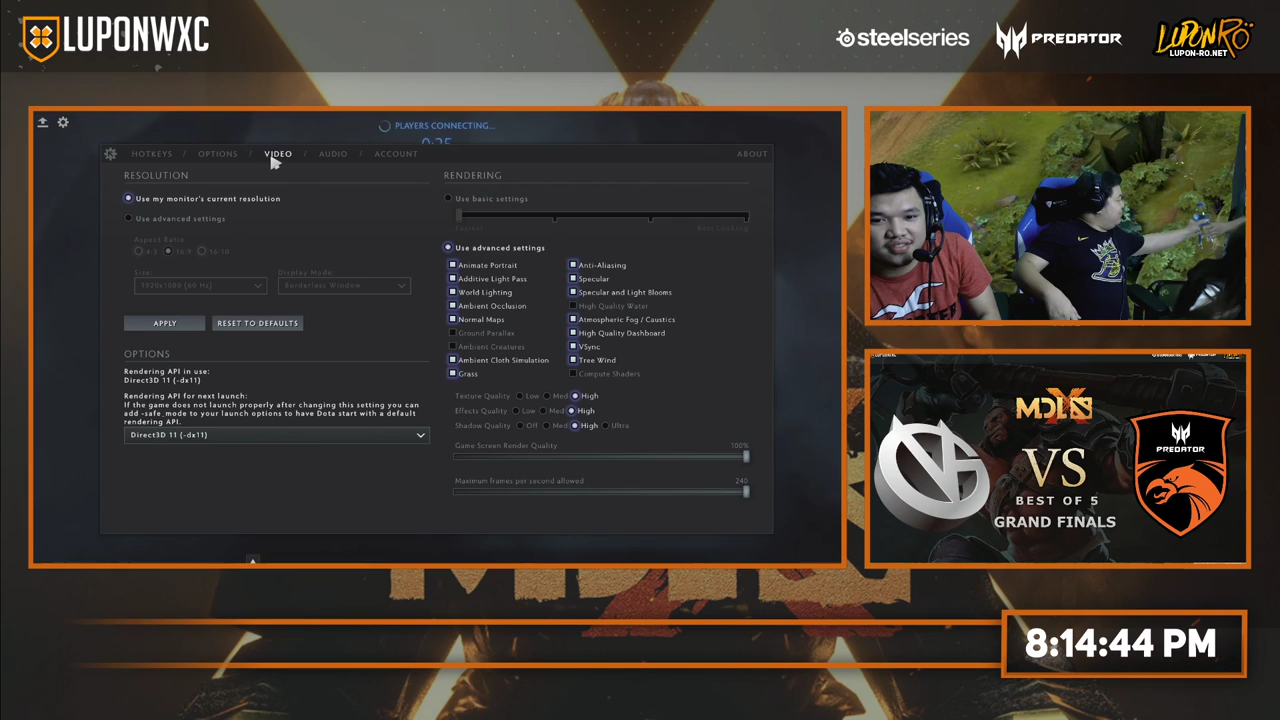 LUPONWXC
steelseries
PREDATOR
LUPON RO
LUPON-RO.NET
PLAYERS CONNECTING...
0:25
HOTKEYS / OPTIONS / VIDEO / AUDIO / ACCOUNT
ABOUT
RESOLUTION
Use my monitor's current resolution
Use advanced settings
Aspect Ratio
4:3 16:9 16:10
Size:
Display Mode:
1920x1080 (60 Hz)
Borderless Window
APPLY
RESET TO DEFAULTS
OPTIONS
Rendering API in use:
Direct3D 11 (-dx11)
Rendering API for next launch:
If the game does not launch properly after changing this setting you can
add -safe_mode to your launch options to have Dota start with a default
rendering API.
Direct3D 11 (-dx11)
RENDERING
Use basic settings
Fastest
Best Looking
Use advanced settings
Animate Portrait
Anti-Aliasing
Additive Light Pass
Specular
World Lighting
Specular and Light Blooms
Ambient Occlusion
High Quality Water
Normal Maps
Atmospheric Fog / Caustics
Ground Parallax
High Quality Dashboard
Ambient Creatures
VSync
Ambient Cloth Simulation
Tree Wind
Grass
Compute Shaders
Texture Quality Low Med High
Effects Quality Low Med High
Shadow Quality Off Med High Ultra
Game Screen Render Quality 100%
Maximum frames per second allowed 240
MDL
VS
BEST OF 5
GRAND FINALS
VG
PREDATOR
8:14:44 PM